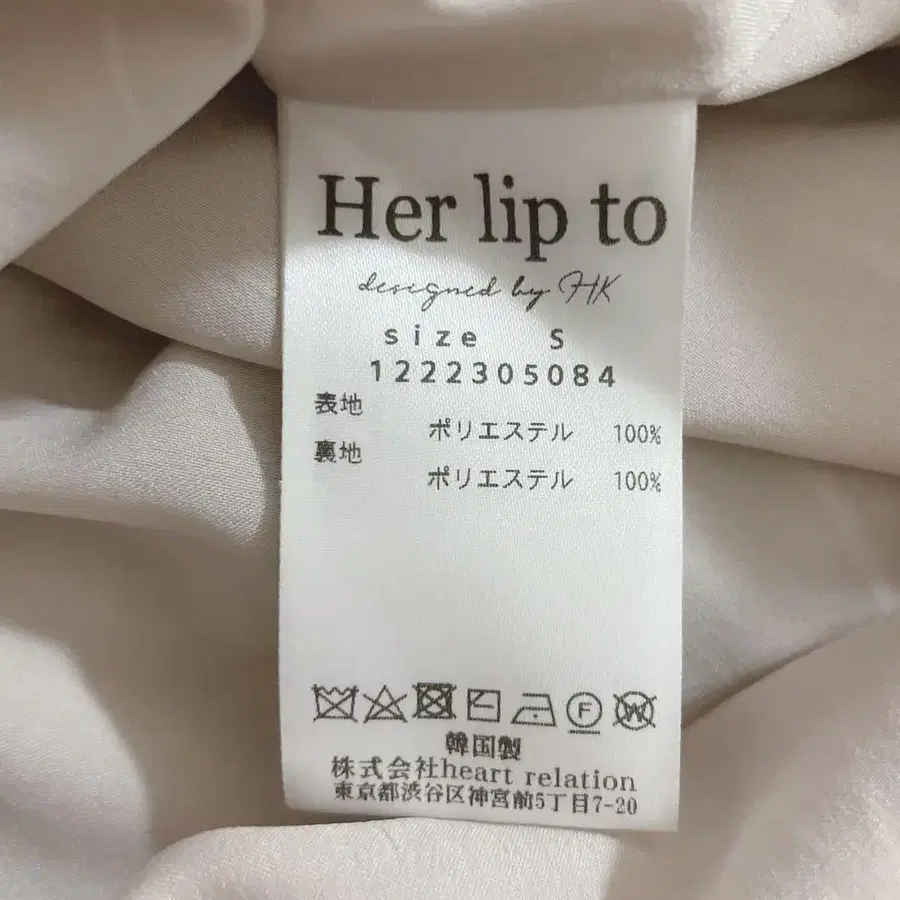 Her lip to
designed by HK
size S
1222305084
表地
ポリエステル 100%
裏地
ポリエステル 100%
F W
韓国製
株式会社heart relation
東京都渋谷区神宮前5丁目7-20